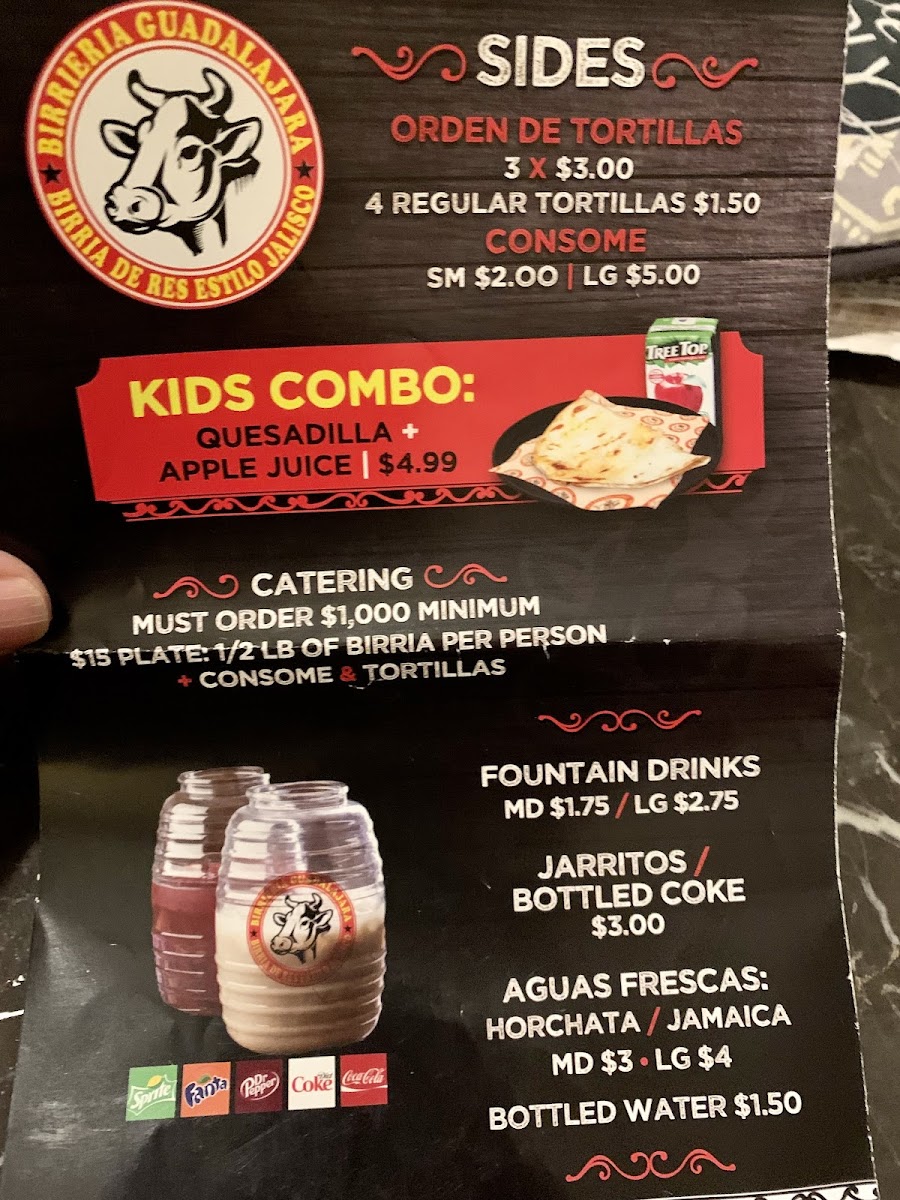 BIRRIERIA GUADALAJARA
BIRRIA DE RES ESTILO JALISCO
SIDES
ORDEN DE TORTILLAS
3 X $3.00
4 REGULAR TORTILLAS $1.50
CONSOME
SM $2.00 | LG $5.00
TREE TOP
KIDS COMBO:
QUESADILLA +
APPLE JUICE | $4.99
CATERING
MUST ORDER $1,000 MINIMUM
$15 PLATE: 1/2 LB OF BIRRIA PER PERSON
+ CONSOME & TORTILLAS
FOUNTAIN DRINKS
MD $1.75 / LG $2.75
JARRITOS /
BOTTLED COKE
$3.00
AGUAS FRESCAS:
HORCHATA / JAMAICA
MD $3 • LG $4
BOTTLED WATER $1.50
BIRRIERIA GUADALAJARA
Sprite
Fanta
Dr Pepper
Diet Coke
Coca-Cola